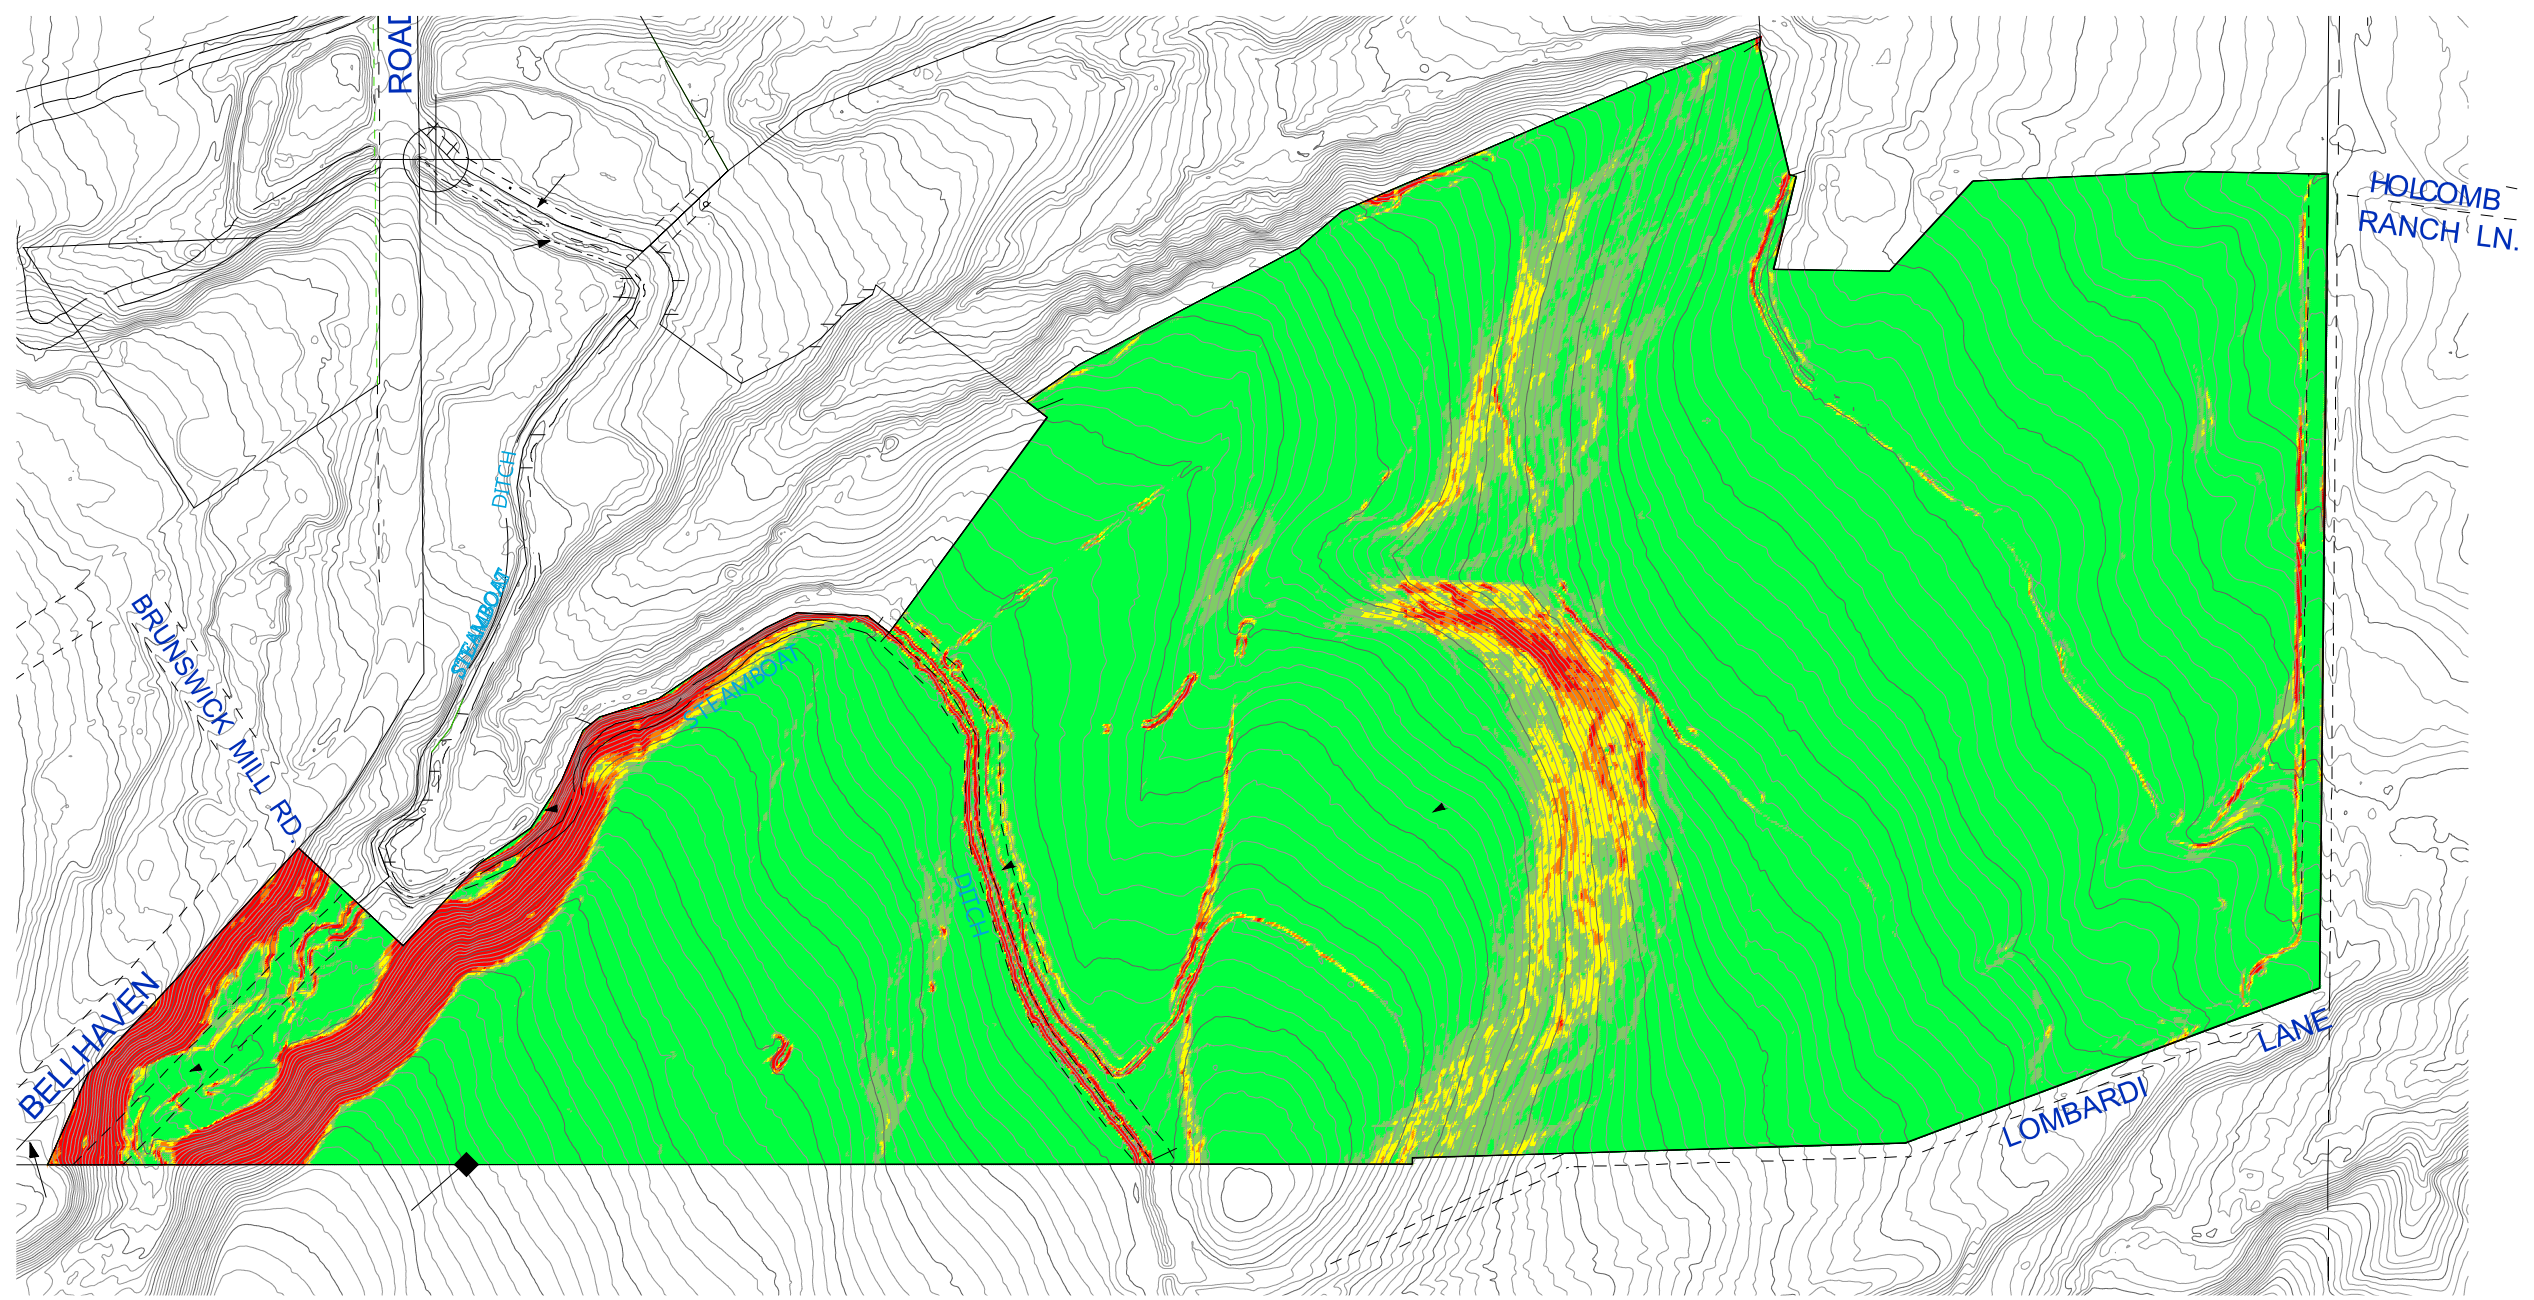 ROAD
HOLCOMB
RANCH LN.
DITCH
STEAMBOAT
BRUNSWICK MILL RD.
STEAMBOAT
DITCH
BELLHAVEN
LANE
LOMBARDI